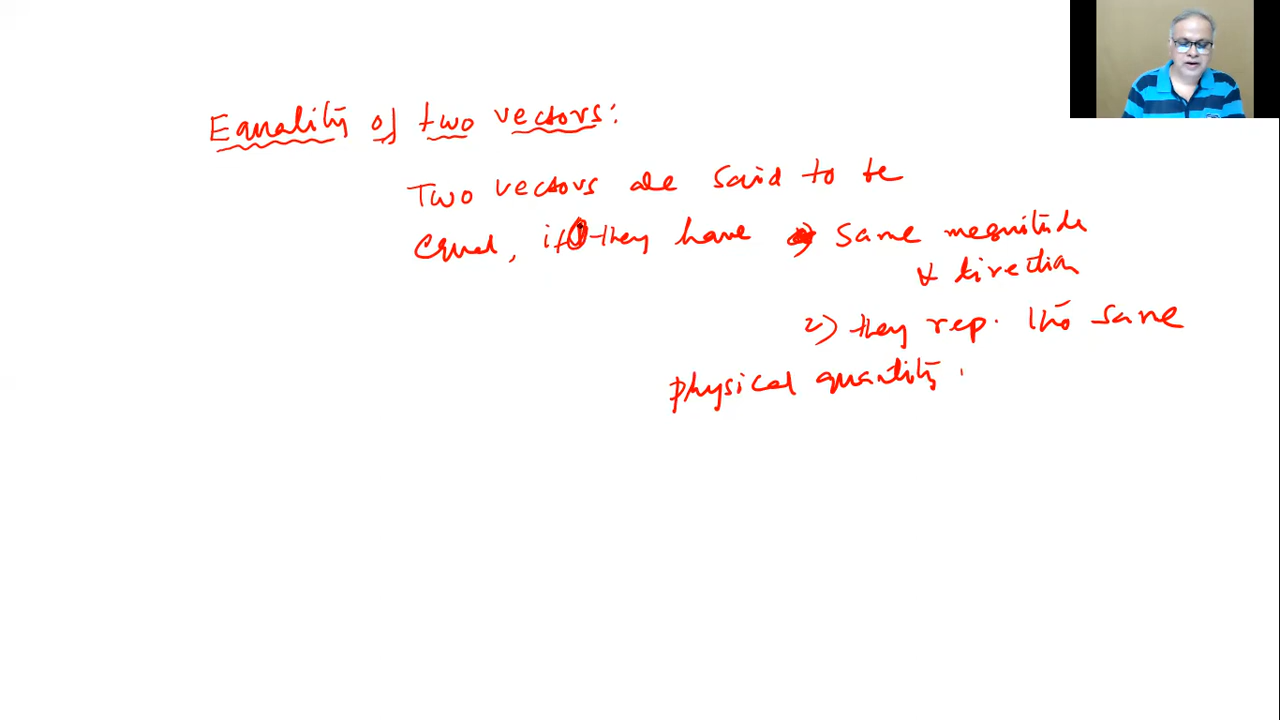 Equality of two vectors:
Two vectors are said to be
equal, if 1) they have same magnitude
& direction
2) they rep. the same
physical quantity.